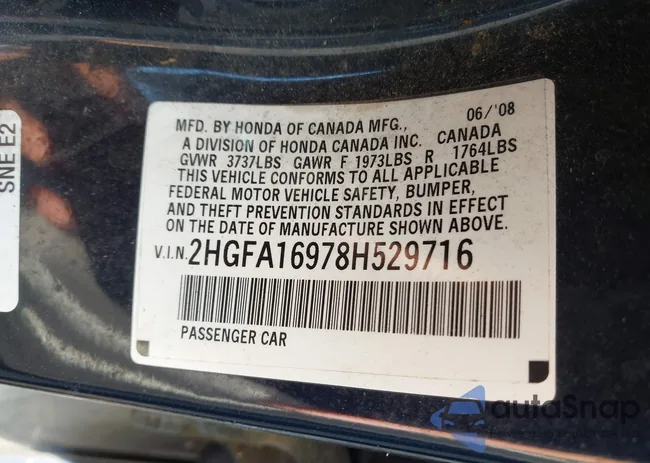 SNE E2
06/'08
MFD. BY HONDA OF CANADA MFG.,
A DIVISION OF HONDA CANADA INC. CANADA
GVWR 3737LBS GAWR F 1973LBS R 1764LBS
THIS VEHICLE CONFORMS TO ALL APPLICABLE
FEDERAL MOTOR VEHICLE SAFETY, BUMPER,
AND THEFT PREVENTION STANDARDS IN EFFECT
ON THE DATE OF MANUFACTURE SHOWN ABOVE.
V.I.N. 2HGFA16978H529716
PASSENGER CAR
autoSnap